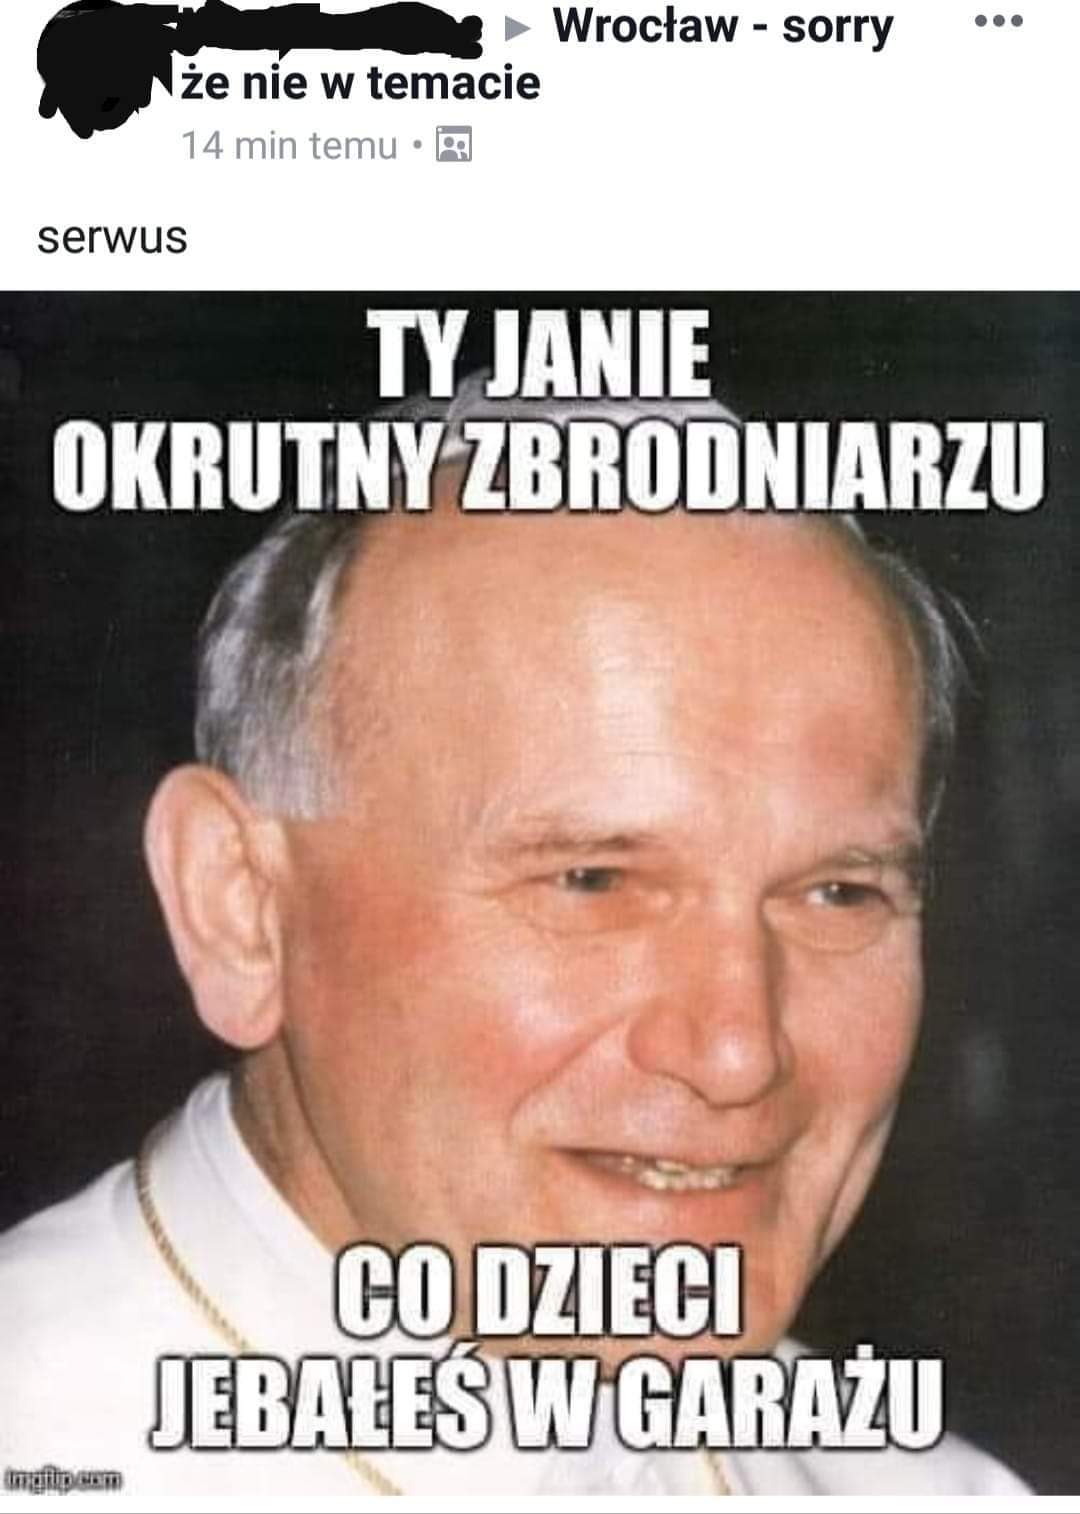 Wrocław - sorry
że nie w temacie
14 min temu
serwus
TY JANIE
OKRUTNY ZBRODNIARZU
CO DZIECI
JEBAŁEŚ W GARAŻU
imgflip.com